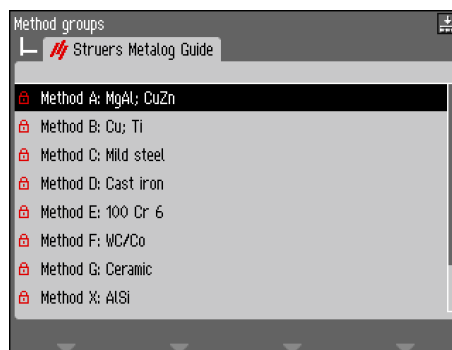 Method groups
Struers Metalog Guide
Method A: MgAl; CuZn
Method B: Cu; Ti
Method C: Mild steel
Method D: Cast iron
Method E: 100 Cr 6
Method F: WC/Co
Method G: Ceramic
Method X: AlSi